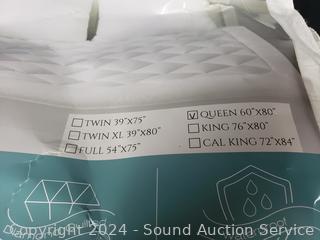 TWIN 39"X75"
TWIN XL 39"X80"
FULL 54"X75"
QUEEN 60"X80"
KING 76"X80"
CAL KING 72"X84"
Copyright 2024 - Sound Auction Service